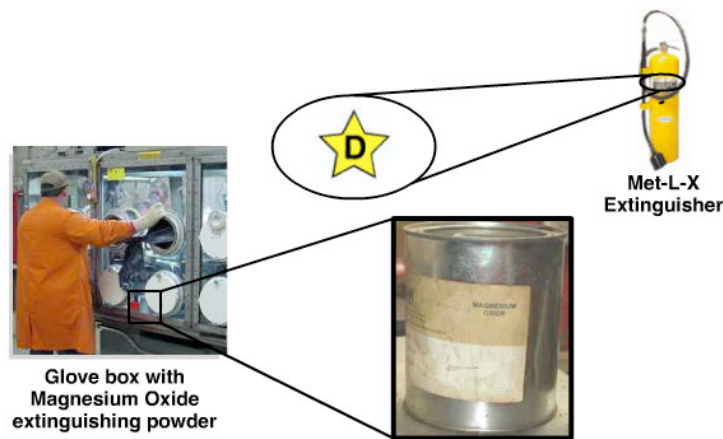 D
Met-L-X
Extinguisher
MAGNESIUM
OXIDE
Glove box with
Magnesium Oxide
extinguishing powder